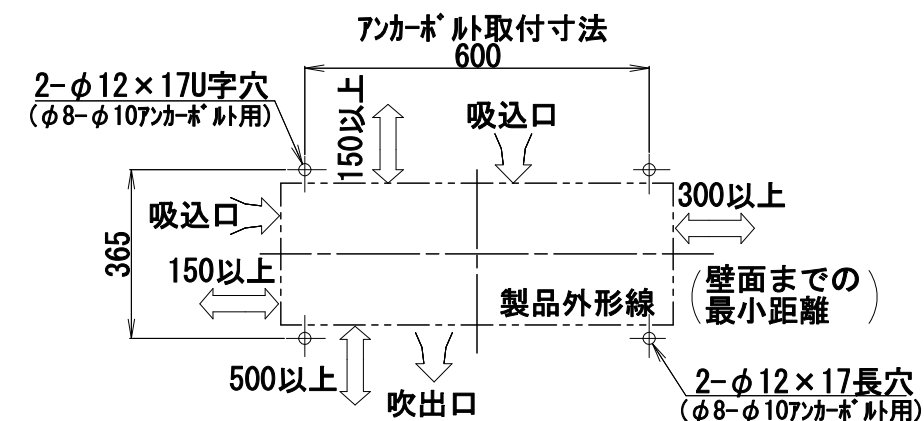 アンカーボルト取付寸法
600
2-φ12×17U字穴
(φ8-φ10アンカーボルト用)
150以上
吸込口
吸込口
300以上
365
150以上
(壁面までの
最小距離)
製品外形線
500以上
吹出口
2-φ12×17長穴
(φ8-φ10アンカーボルト用)